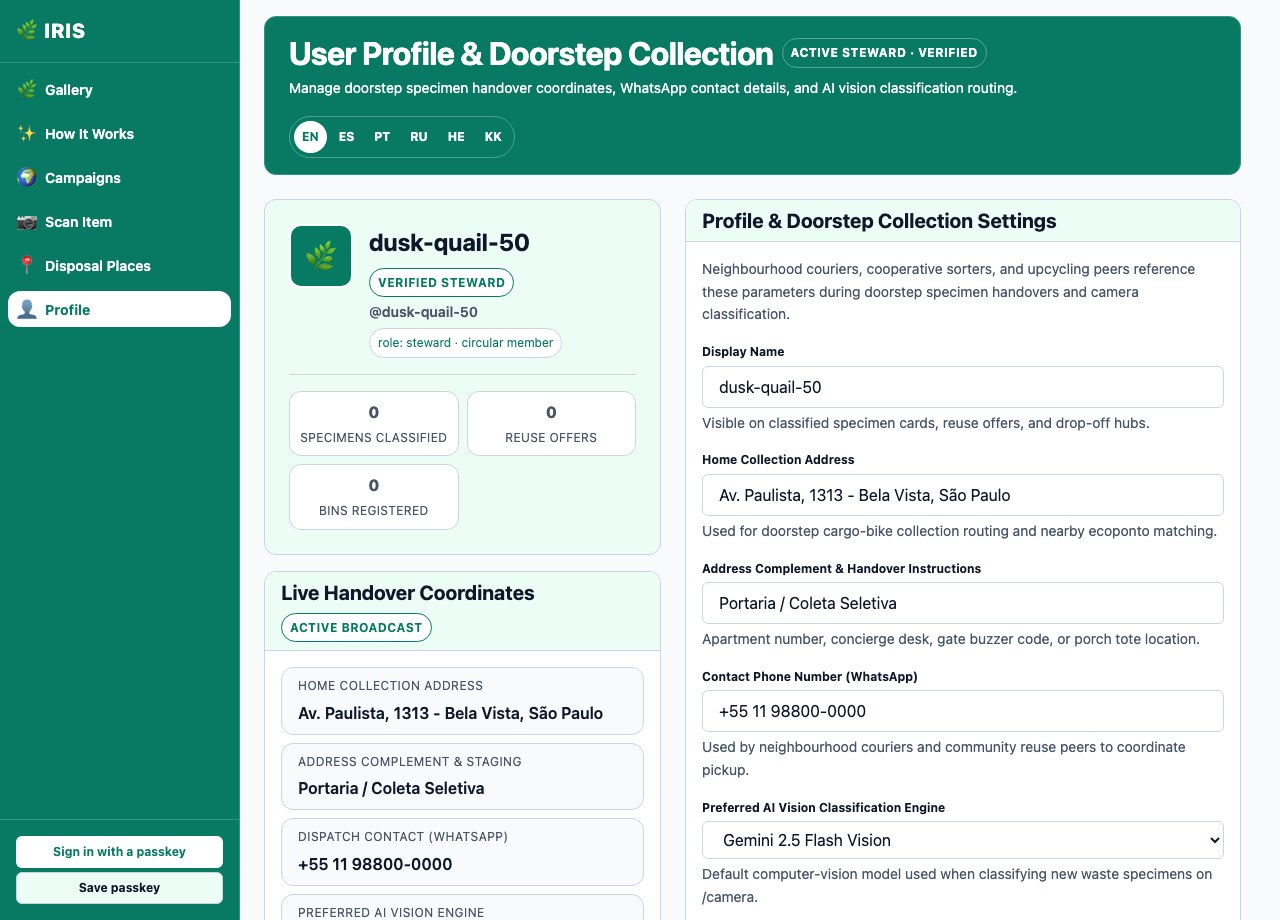 IRIS
Gallery
How It Works
Campaigns
Scan Item
Disposal Places
Profile
Sign in with a passkey
Save passkey
User Profile & Doorstep Collection
ACTIVE STEWARD · VERIFIED
Manage doorstep specimen handover coordinates, WhatsApp contact details, and AI vision classification routing.
EN ES PT RU HE KK
dusk-quail-50
VERIFIED STEWARD
@dusk-quail-50
role: steward · circular member
0
SPECIMENS CLASSIFIED
0
REUSE OFFERS
0
BINS REGISTERED
Live Handover Coordinates
ACTIVE BROADCAST
HOME COLLECTION ADDRESS
Av. Paulista, 1313 - Bela Vista, São Paulo
ADDRESS COMPLEMENT & STAGING
Portaria / Coleta Seletiva
DISPATCH CONTACT (WHATSAPP)
+55 11 98800-0000
PREFERRED AI VISION ENGINE
Profile & Doorstep Collection Settings
Neighbourhood couriers, cooperative sorters, and upcycling peers reference
these parameters during doorstep specimen handovers and camera
classification.
Display Name
dusk-quail-50
Visible on classified specimen cards, reuse offers, and drop-off hubs.
Home Collection Address
Av. Paulista, 1313 - Bela Vista, São Paulo
Used for doorstep cargo-bike collection routing and nearby ecoponto matching.
Address Complement & Handover Instructions
Portaria / Coleta Seletiva
Apartment number, concierge desk, gate buzzer code, or porch tote location.
Contact Phone Number (WhatsApp)
+55 11 98800-0000
Used by neighbourhood couriers and community reuse peers to coordinate
pickup.
Preferred AI Vision Classification Engine
Gemini 2.5 Flash Vision
Default computer-vision model used when classifying new waste specimens on
/camera.